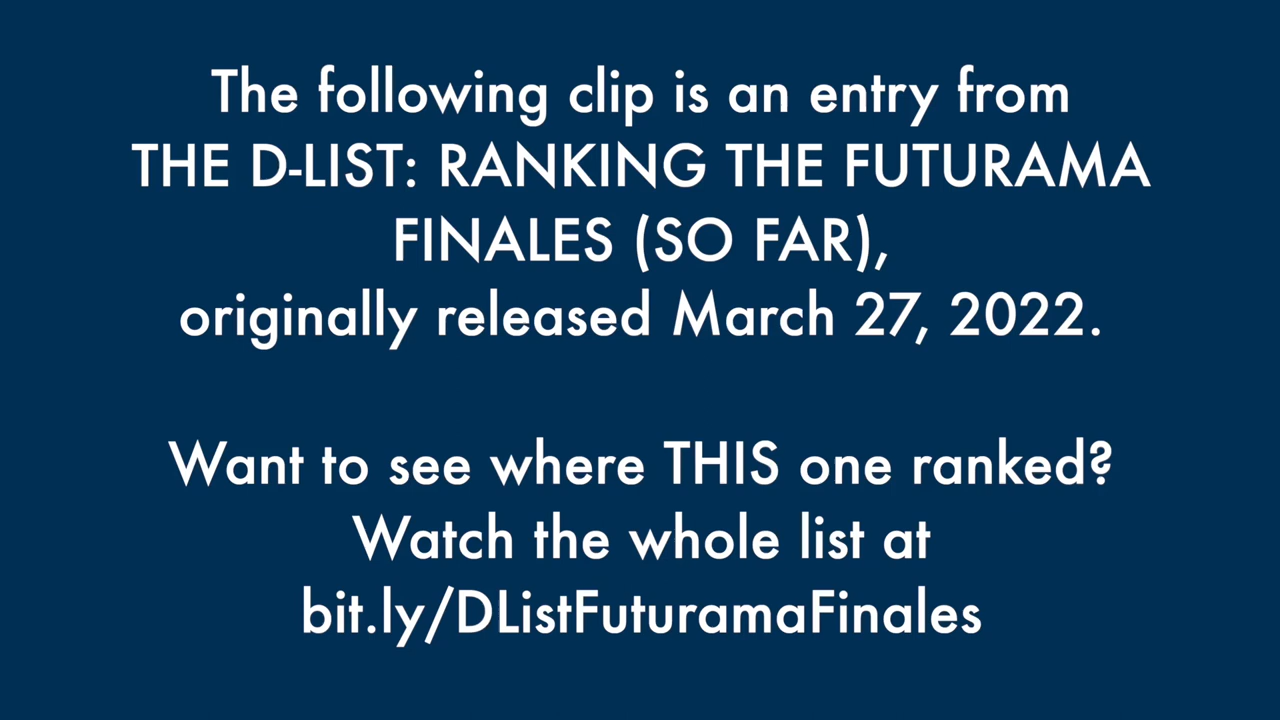 The following clip is an entry from
THE D-LIST: RANKING THE FUTURAMA
FINALES (SO FAR),
originally released March 27, 2022.
Want to see where THIS one ranked?
Watch the whole list at
bit.ly/DListFuturamaFinales